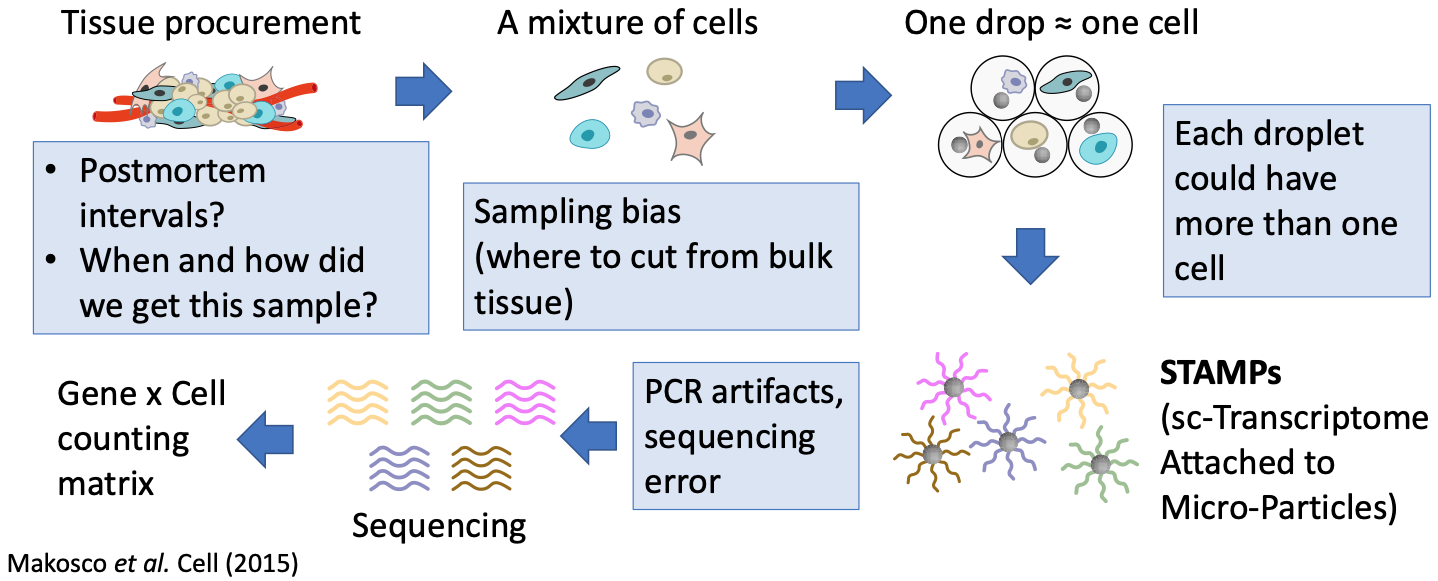 Tissue procurement
A mixture of cells
One drop ≈ one cell
• Postmortem
intervals?
• When and how did
we get this sample?
Sampling bias
(where to cut from bulk
tissue)
Each droplet
could have
more than one
cell
STAMPs
(sc-Transcriptome
Attached to
Micro-Particles)
PCR artifacts,
sequencing
error
Sequencing
Gene x Cell
counting
matrix
Makosco et al. Cell (2015)